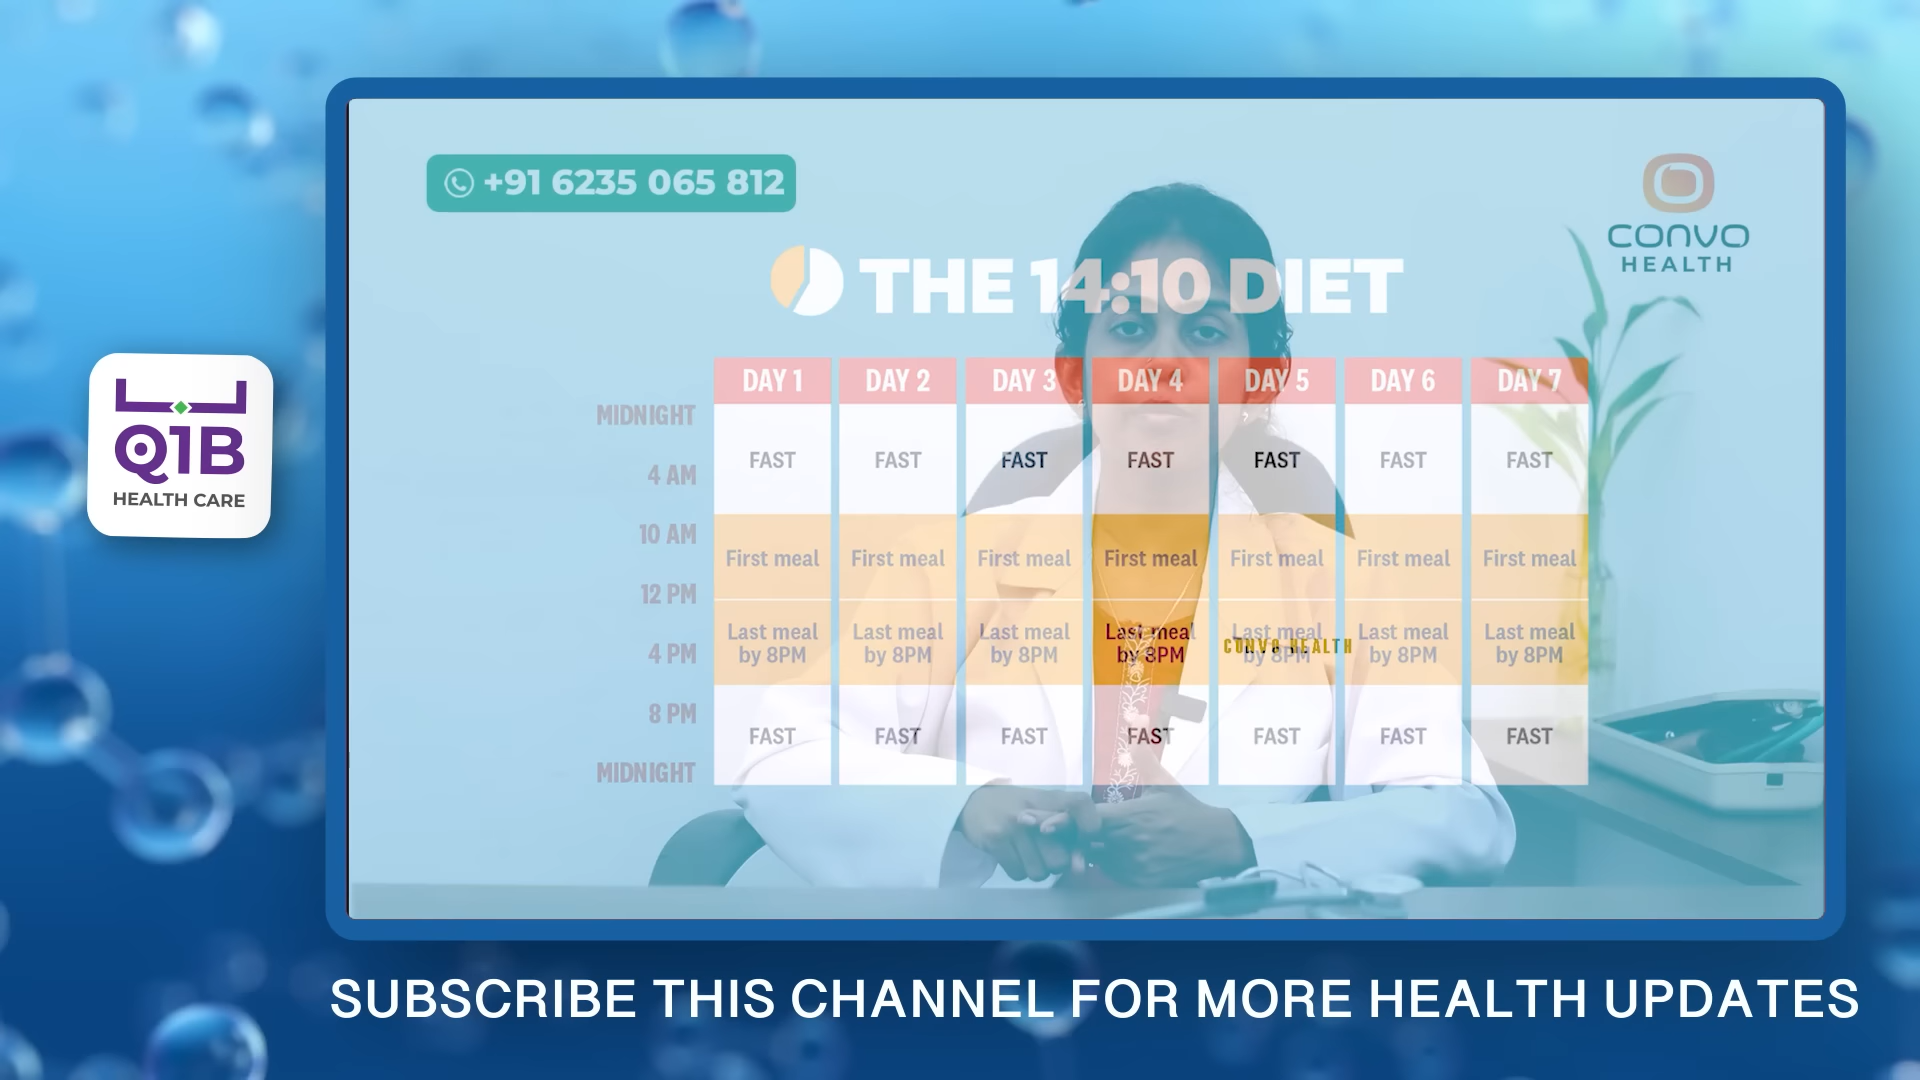 +91 6235 065 812
CONVO
HEALTH
THE 14:10 DIET
DAY 1 DAY 2 DAY 3 DAY 4 DAY 5 DAY 6 DAY 7
MIDNIGHT
FAST FAST FAST FAST FAST FAST FAST
4 AM
10 AM
First meal First meal First meal First meal First meal First meal First meal
12 PM
Last meal Last meal Last meal Last meal Last meal Last meal Last meal
by 8PM by 8PM by 8PM by 8PM by 8PM by 8PM by 8PM
CONVO HEALTH
4 PM
8 PM
FAST FAST FAST FAST FAST FAST FAST
MIDNIGHT
Q1B
HEALTH CARE
SUBSCRIBE THIS CHANNEL FOR MORE HEALTH UPDATES